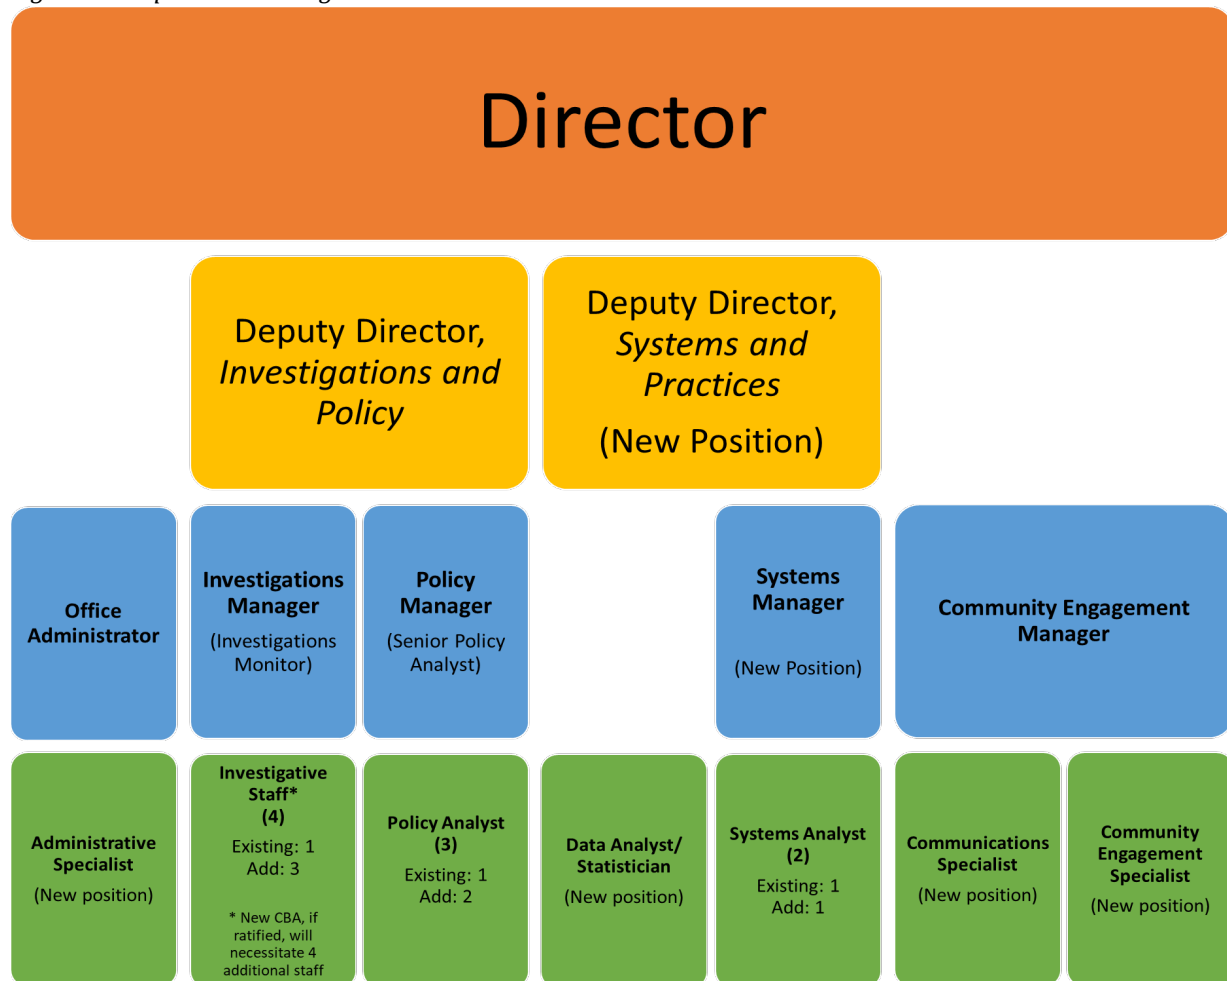 Director
Deputy Director,
Investigations and
Policy
Deputy Director,
Systems and
Practices
(New Position)
Office
Administrator
Investigations
Manager
(Investigations
Monitor)
Policy
Manager
(Senior Policy
Analyst)
Systems
Manager
(New Position)
Community Engagement
Manager
Administrative
Specialist
(New position)
Investigative
Staff*
(4)
Existing: 1
Add: 3
* New CBA, if
ratified, will
necessitate 4
additional staff
Policy Analyst
(3)
Existing: 1
Add: 2
Data Analyst/
Statistician
(New position)
Systems Analyst
(2)
Existing: 1
Add: 1
Communications
Specialist
(New position)
Community
Engagement
Specialist
(New position)